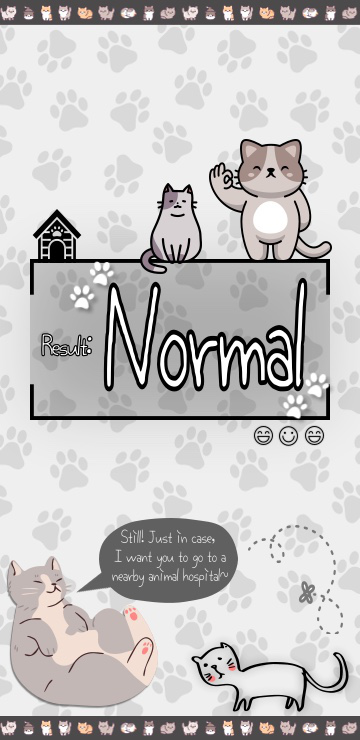 Result: Normal
Still! Just in case,
I want you to go to a
nearby animal hospital~